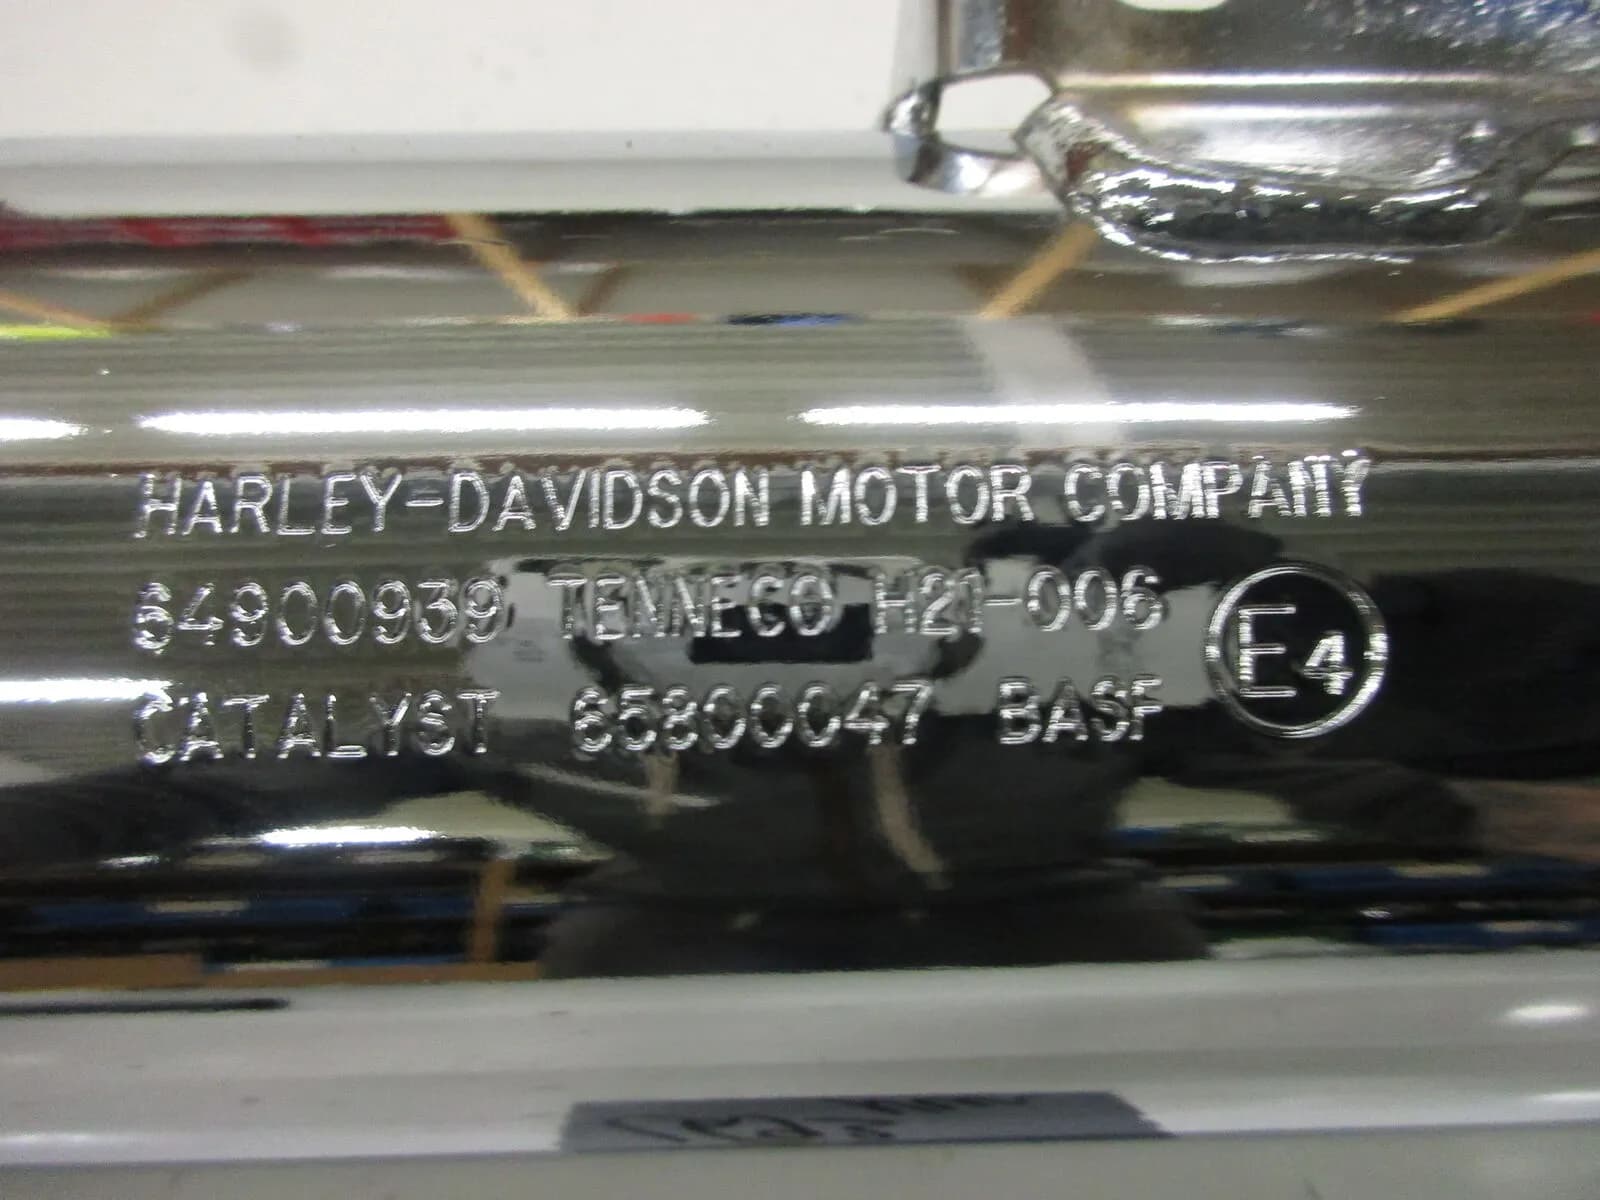 HARLEY-DAVIDSON MOTOR COMPANY
64900939 TENNECO H21-006 E4
CATALYST 65800047 BASF